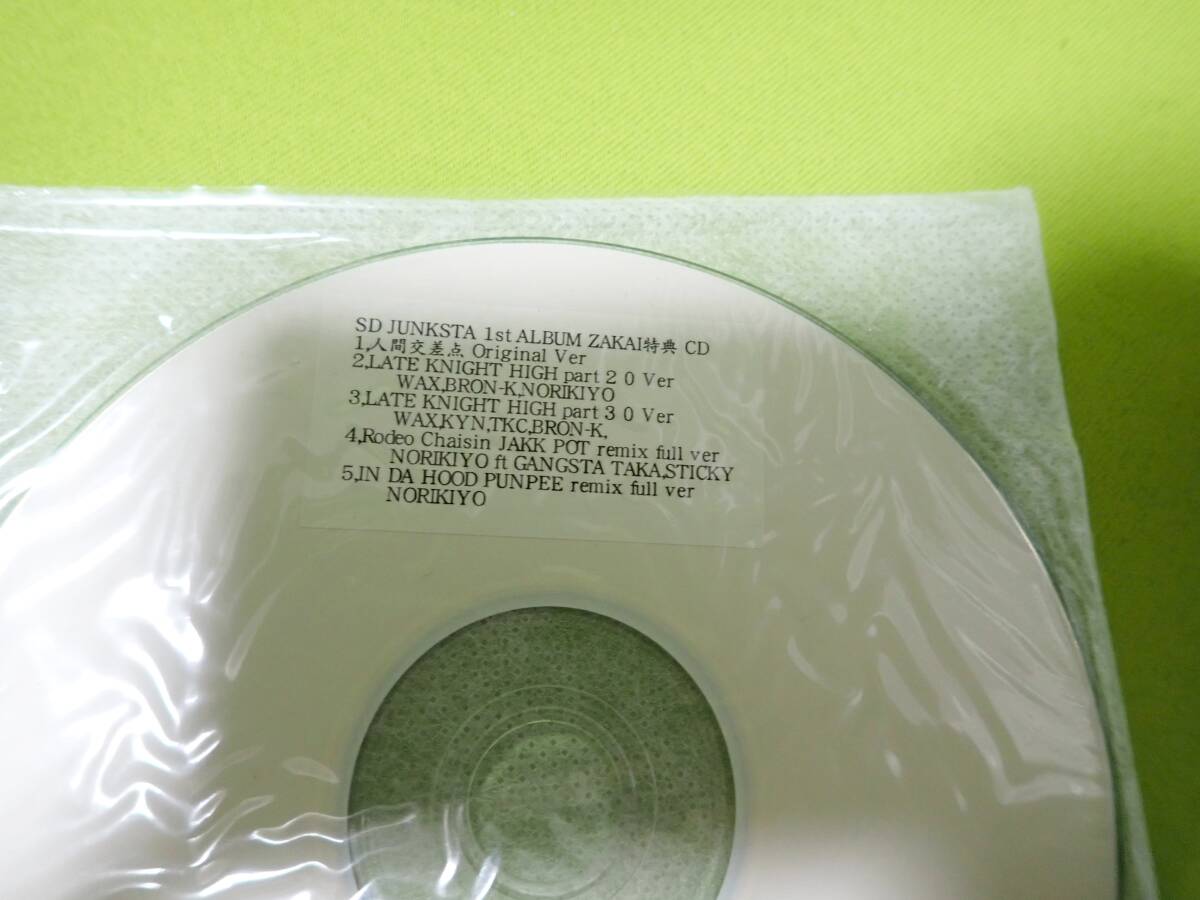 SD JUNKSTA 1st ALBUM ZAKAI特典 CD
1,人間交差点 Original Ver
2,LATE KNIGHT HIGH part 2 0 Ver
WAX,BRON-K,NORIKIYO
3,LATE KNIGHT HIGH part 3 0 Ver
WAX,KYN,TKC,BRON-K,
4,Rodeo Chaisin JAKK POT remix full ver
NORIKIYO ft GANGSTA TAKA,STICKY
5,IN DA HOOD PUNPEE remix full ver
NORIKIYO